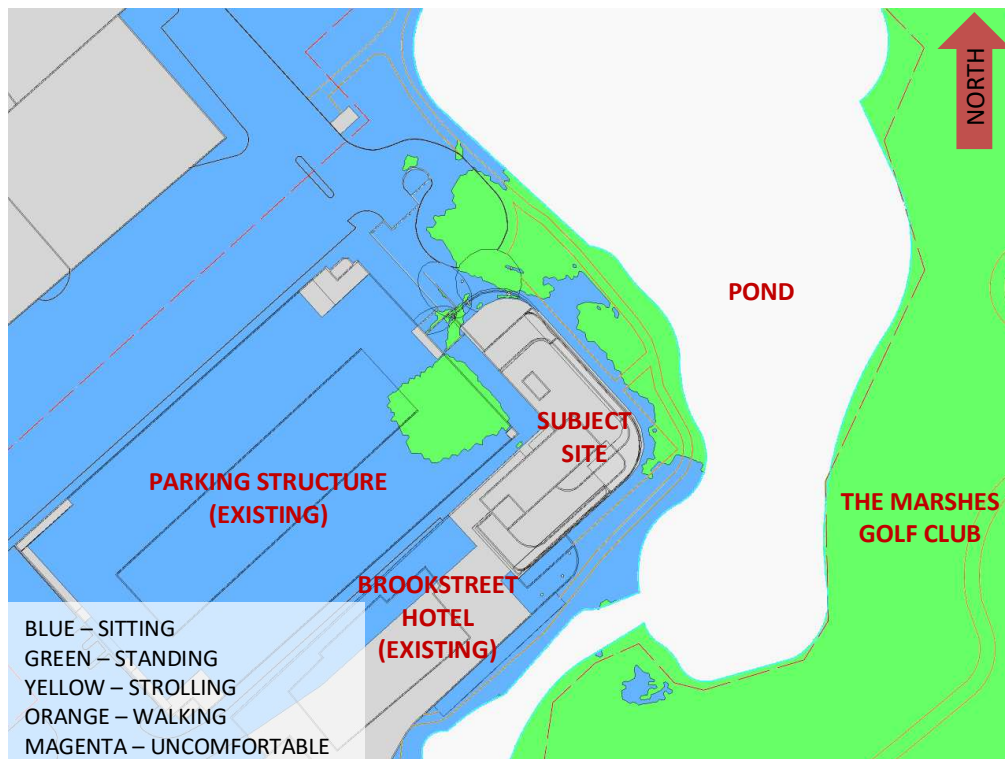 NORTH
POND
SUBJECT
SITE
PARKING STRUCTURE
(EXISTING)
THE MARSHES
GOLF CLUB
BROOKSTREET
HOTEL
(EXISTING)
BLUE – SITTING
GREEN – STANDING
YELLOW – STROLLING
ORANGE – WALKING
MAGENTA – UNCOMFORTABLE